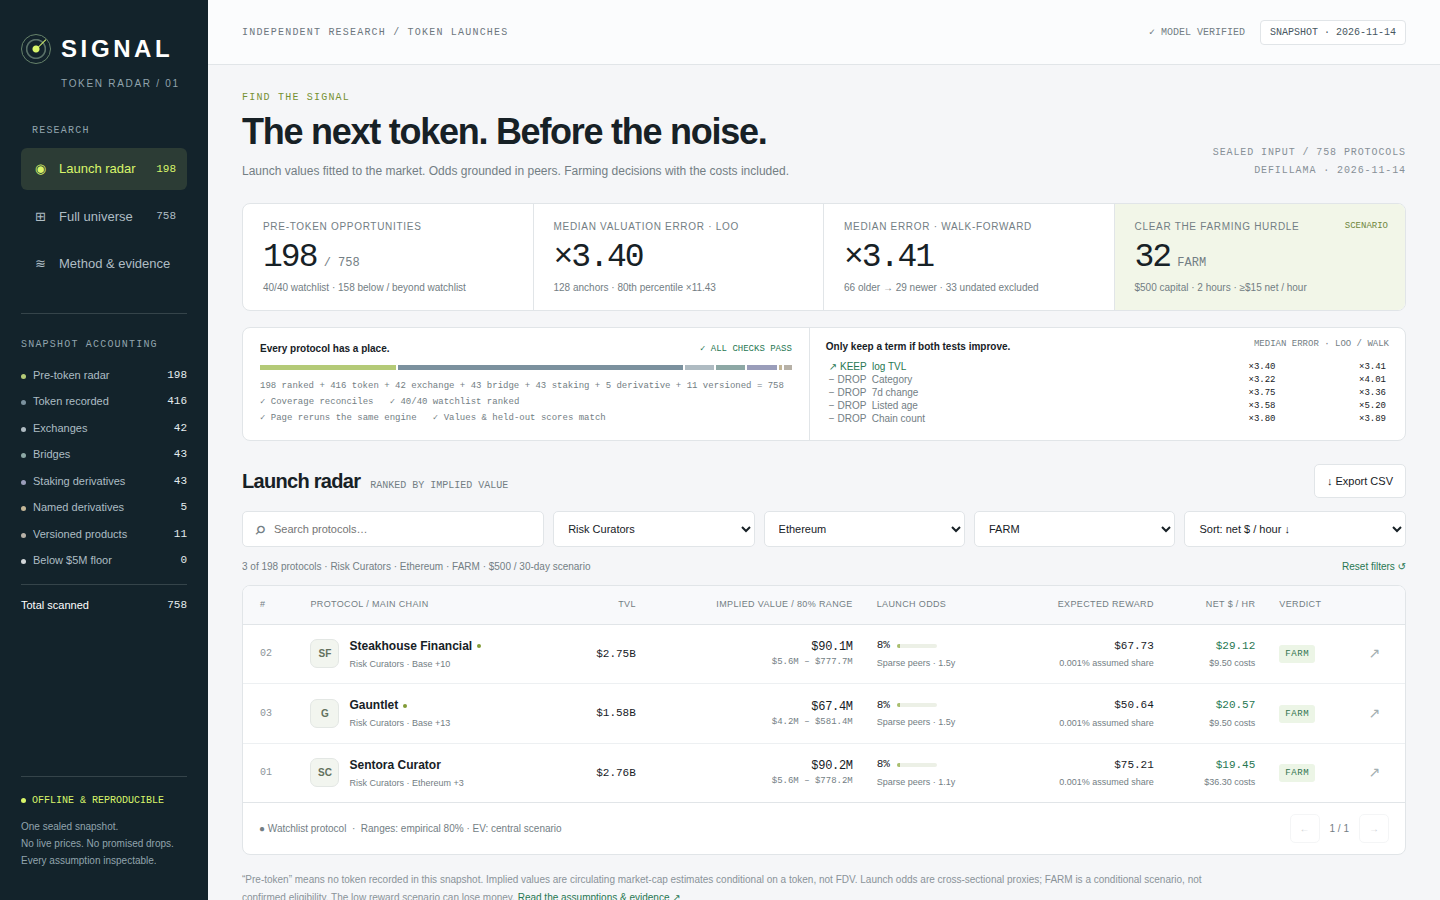 SIGNAL
TOKEN RADAR / 01
RESEARCH
Launch radar 198
Full universe 758
Method & evidence
SNAPSHOT ACCOUNTING
Pre-token radar 198
Token recorded 416
Exchanges 42
Bridges 43
Staking derivatives 43
Named derivatives 5
Versioned products 11
Below $5M floor 0
Total scanned 758
OFFLINE & REPRODUCIBLE
One sealed snapshot.
No live prices. No promised drops.
Every assumption inspectable.
INDEPENDENT RESEARCH / TOKEN LAUNCHES
✓ MODEL VERIFIED
SNAPSHOT · 2026-11-14
FIND THE SIGNAL
The next token. Before the noise.
Launch values fitted to the market. Odds grounded in peers. Farming decisions with the costs included.
SEALED INPUT / 758 PROTOCOLS
DEFILLAMA · 2026-11-14
PRE-TOKEN OPPORTUNITIES
198 / 758
40/40 watchlist · 158 below / beyond watchlist
MEDIAN VALUATION ERROR · LOO
×3.40
128 anchors · 80th percentile ×11.43
MEDIAN ERROR · WALK-FORWARD
×3.41
66 older → 29 newer · 33 undated excluded
CLEAR THE FARMING HURDLE SCENARIO
32 FARM
$500 capital · 2 hours · ≥$15 net / hour
Every protocol has a place. ✓ ALL CHECKS PASS
198 ranked + 416 token + 42 exchange + 43 bridge + 43 staking + 5 derivative + 11 versioned = 758
✓ Coverage reconciles ✓ 40/40 watchlist ranked
✓ Page reruns the same engine ✓ Values & held-out scores match
Only keep a term if both tests improve. MEDIAN ERROR · LOO / WALK
↗ KEEP log TVL ×3.40 ×3.41
− DROP Category ×3.22 ×4.01
− DROP 7d change ×3.75 ×3.36
− DROP Listed age ×3.58 ×5.20
− DROP Chain count ×3.80 ×3.89
Launch radar RANKED BY IMPLIED VALUE
↓ Export CSV
Search protocols…
Risk Curators
Ethereum
FARM
Sort: net $ / hour ↓
3 of 198 protocols · Risk Curators · Ethereum · FARM · $500 / 30-day scenario
Reset filters ↺
# PROTOCOL / MAIN CHAIN TVL IMPLIED VALUE / 80% RANGE LAUNCH ODDS EXPECTED REWARD NET $ / HR VERDICT
02 SF Steakhouse Financial $2.75B $90.1M 8% $67.73 $29.12 FARM ↗
Risk Curators · Base +10 $5.6M – $777.7M Sparse peers · 1.5y 0.001% assumed share $9.50 costs
03 G Gauntlet $1.58B $67.4M 8% $50.64 $20.57 FARM ↗
Risk Curators · Base +13 $4.2M – $581.4M Sparse peers · 1.5y 0.001% assumed share $9.50 costs
01 SC Sentora Curator $2.76B $90.2M 8% $75.21 $19.45 FARM ↗
Risk Curators · Ethereum +3 $5.6M – $778.2M Sparse peers · 1.1y 0.001% assumed share $36.30 costs
● Watchlist protocol · Ranges: empirical 80% · EV: central scenario
← 1 / 1 →
“Pre-token” means no token recorded in this snapshot. Implied values are circulating market-cap estimates conditional on a token, not FDV. Launch odds are cross-sectional proxies; FARM is a conditional scenario, not
confirmed eligibility. The low reward scenario can lose money. Read the assumptions & evidence ↗